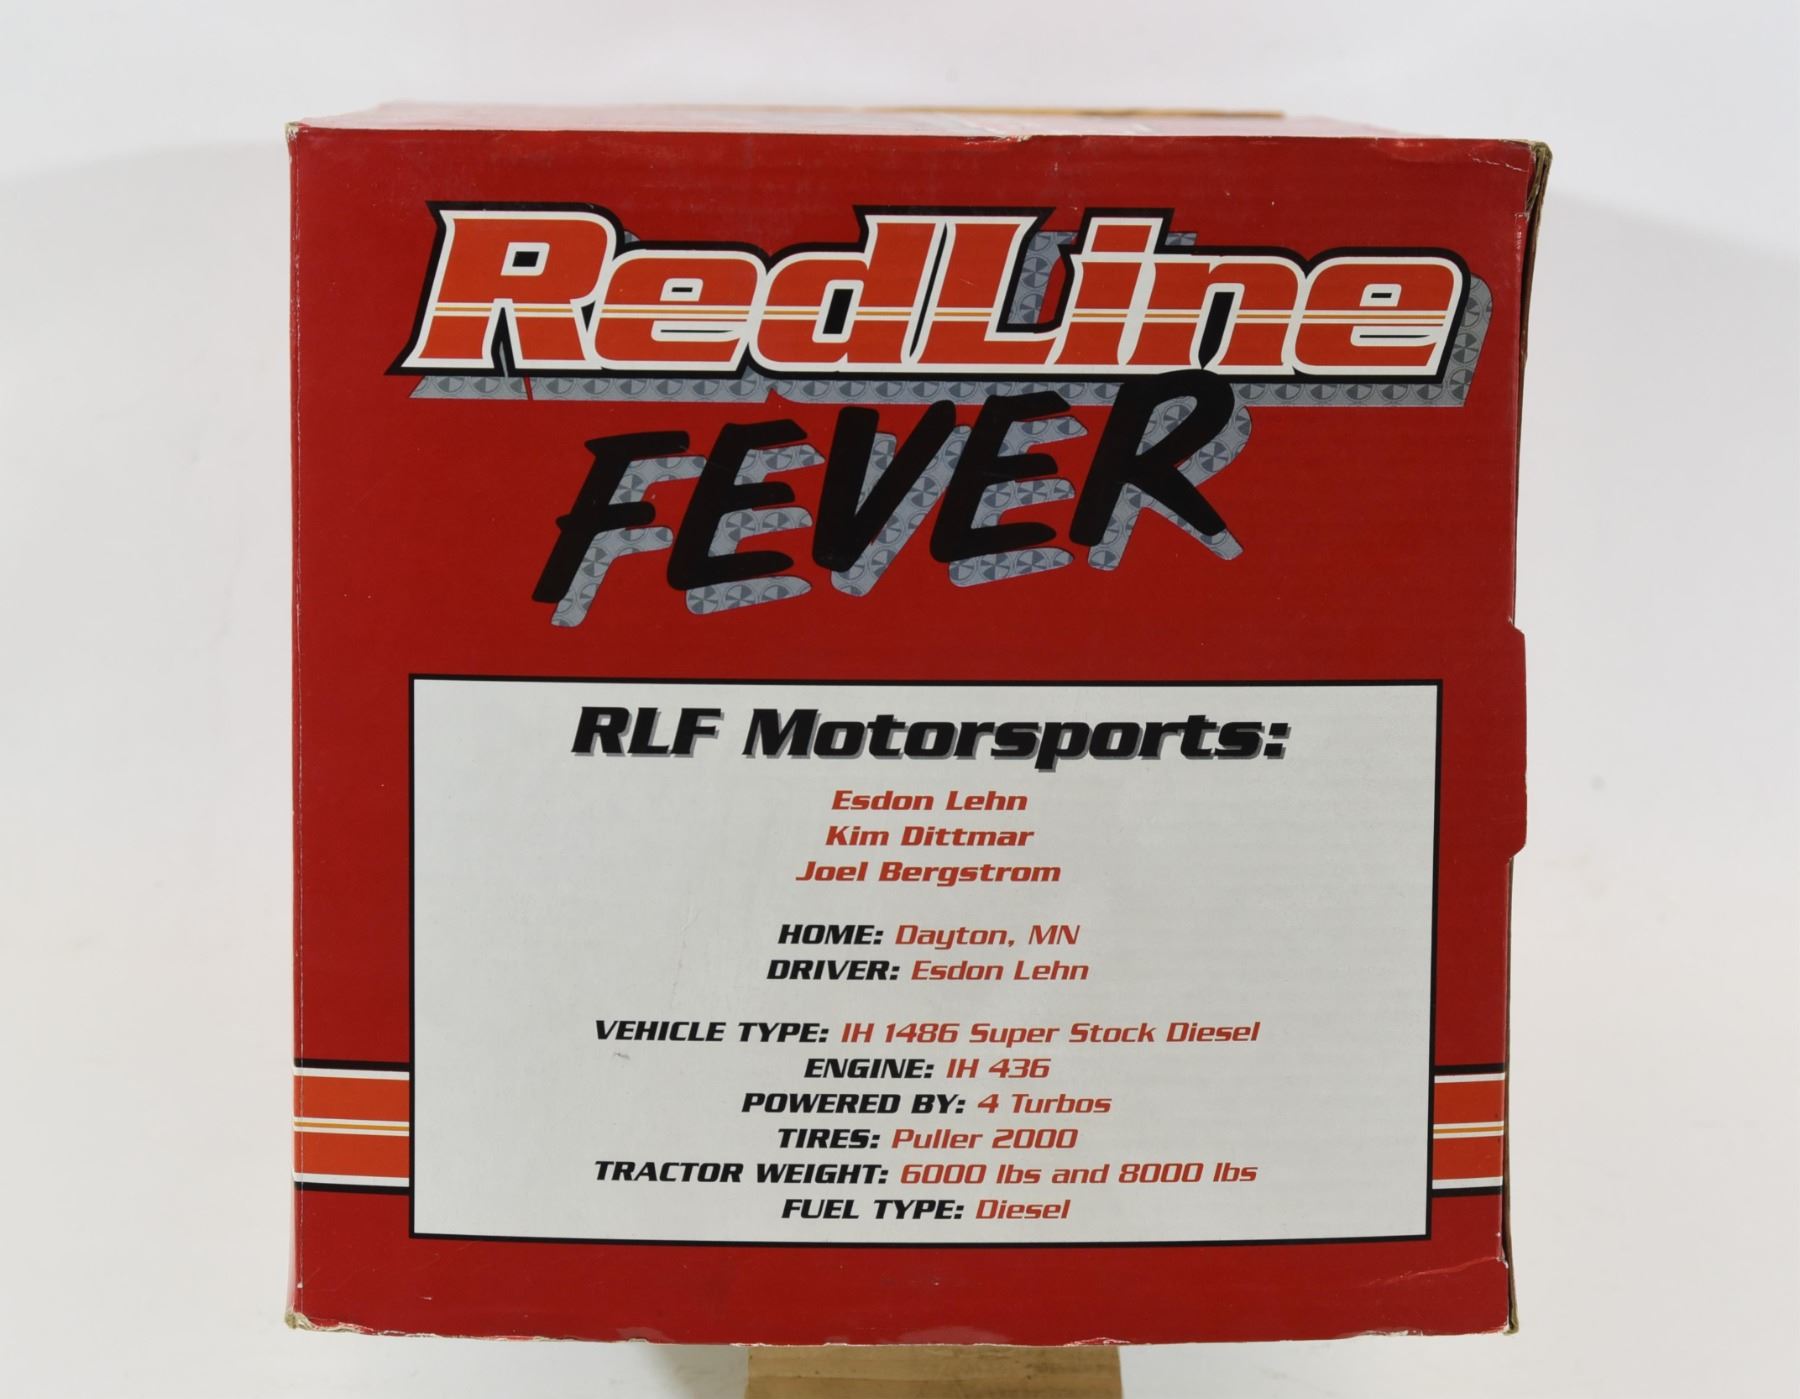 RedLine
FEVER
RLF Motorsports:
Esdon Lehn
Kim Dittmar
Joel Bergstrom
HOME: Dayton, MN
DRIVER: Esdon Lehn
VEHICLE TYPE: IH 1486 Super Stock Diesel
ENGINE: IH 436
POWERED BY: 4 Turbos
TIRES: Puller 2000
TRACTOR WEIGHT: 6000 lbs and 8000 lbs
FUEL TYPE: Diesel